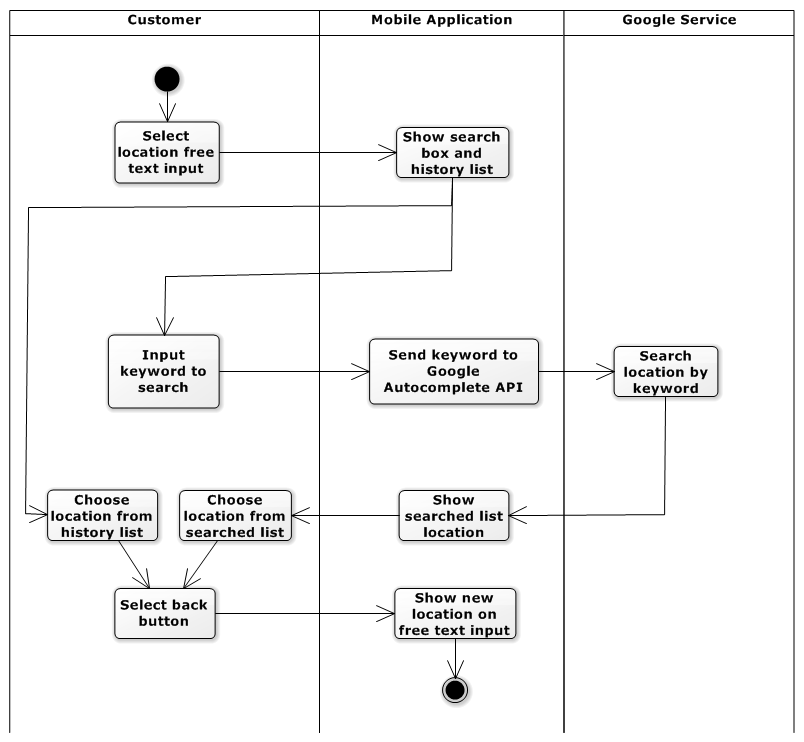 Customer
Mobile Application
Google Service
Select
location free
text input
Show search
box and
history list
Input
keyword to
search
Send keyword to
Google
Autocomplete API
Search
location by
keyword
Choose
location from
history list
Choose
location from
searched list
Show
searched list
location
Select back
button
Show new
location on
free text input